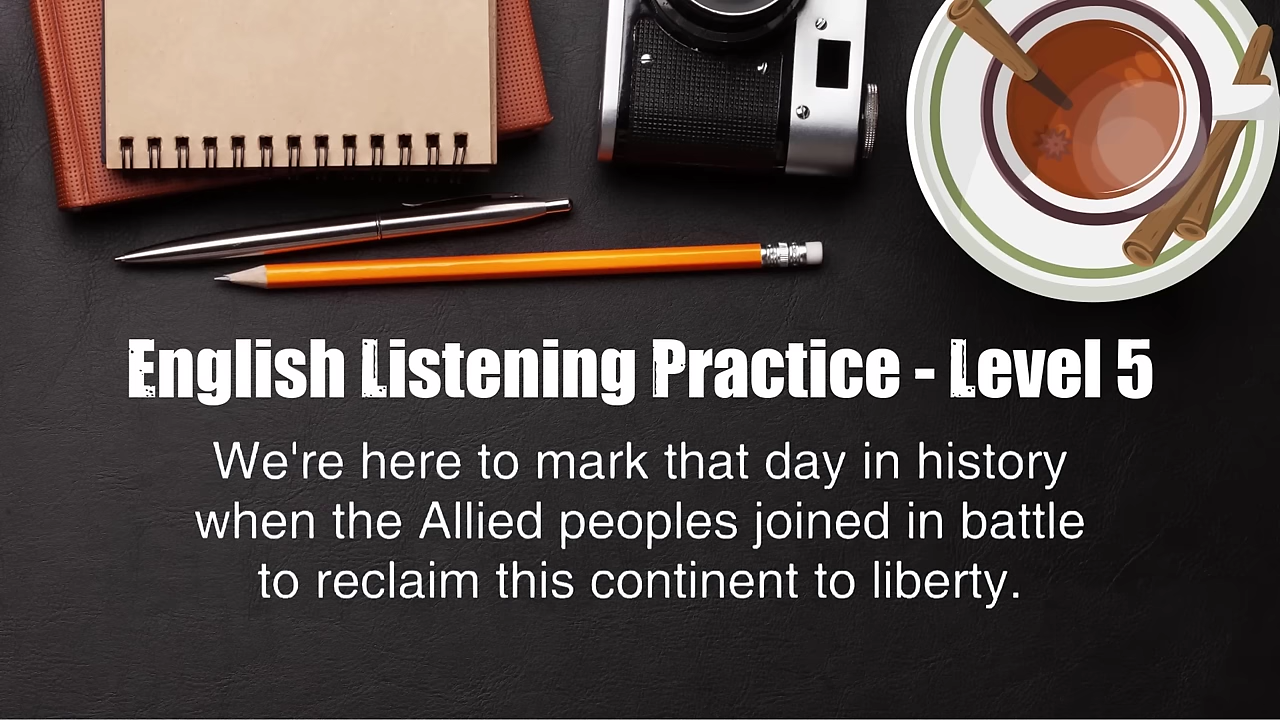 English Listening Practice - Level 5
We're here to mark that day in history
when the Allied peoples joined in battle
to reclaim this continent to liberty.